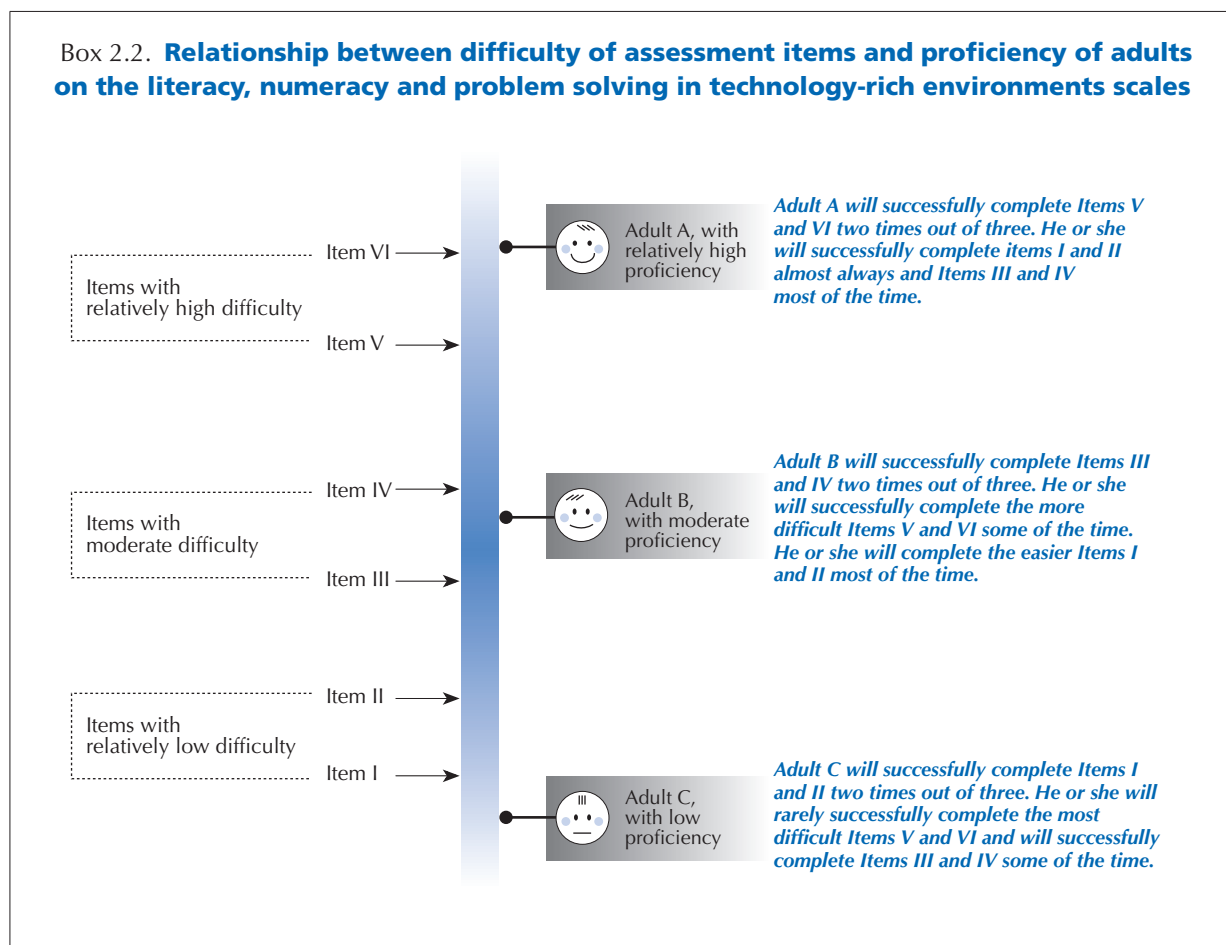 Box 2.2. Relationship between difficulty of assessment items and proficiency of adults
on the literacy, numeracy and problem solving in technology-rich environments scales
Items with
relatively high difficulty
Item VI
Item V
Adult A, with
relatively high
proficiency
Adult A will successfully complete Items V
and VI two times out of three. He or she
will successfully complete items I and II
almost always and Items III and IV
most of the time.
Items with
moderate difficulty
Item IV
Item III
Adult B,
with moderate
proficiency
Adult B will successfully complete Items III
and IV two times out of three. He or she
will successfully complete the more
difficult Items V and VI some of the time.
He or she will complete the easier Items I
and II most of the time.
Items with
relatively low difficulty
Item II
Item I
Adult C,
with low
proficiency
Adult C will successfully complete Items I
and II two times out of three. He or she will
rarely successfully complete the most
difficult Items V and VI and will successfully
complete Items III and IV some of the time.